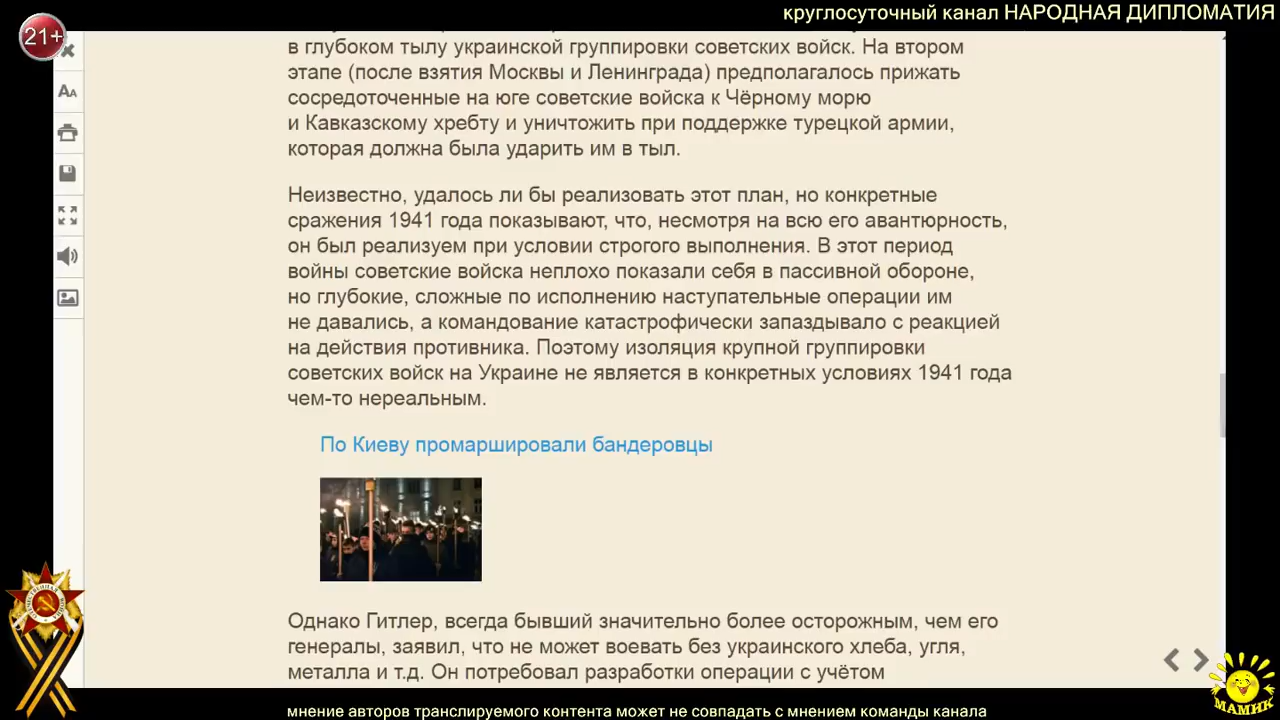 круглосуточный канал НАРОДНАЯ ДИПЛОМАТИЯ
21+
в глубоком тылу украинской группировки советских войск. На втором
этапе (после взятия Москвы и Ленинграда) предполагалось прижать
сосредоточенные на юге советские войска к Чёрному морю
и Кавказскому хребту и уничтожить при поддержке турецкой армии,
которая должна была ударить им в тыл.
Неизвестно, удалось ли бы реализовать этот план, но конкретные
сражения 1941 года показывают, что, несмотря на всю его авантюрность,
он был реализуем при условии строгого выполнения. В этот период
войны советские войска неплохо показали себя в пассивной обороне,
но глубокие, сложные по исполнению наступательные операции им
не давались, а командование катастрофически запаздывало с реакцией
на действия противника. Поэтому изоляция крупной группировки
советских войск на Украине не является в конкретных условиях 1941 года
чем-то нереальным.
По Киеву промаршировали бандеровцы
Однако Гитлер, всегда бывший значительно более осторожным, чем его
генералы, заявил, что не может воевать без украинского хлеба, угля,
металла и т.д. Он потребовал разработки операции с учётом
МАМИК
мнение авторов транслируемого контента может не совпадать с мнением команды канала